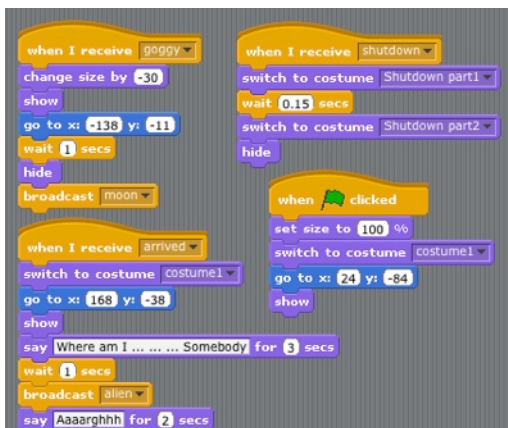 when I receive goggy
change size by -30
show
go to x: -138 y: -11
wait 1 secs
hide
broadcast moon
when I receive arrived
switch to costume costume1
go to x: 168 y: -38
show
say Where am I ... ... ... Somebody for 3 secs
wait 1 secs
broadcast alien
say Aaaarghhh for 2 secs
when I receive shutdown
switch to costume Shutdown part1
wait 0.15 secs
switch to costume Shutdown part2
hide
when clicked
set size to 100 %
switch to costume costume1
go to x: 24 y: -84
show